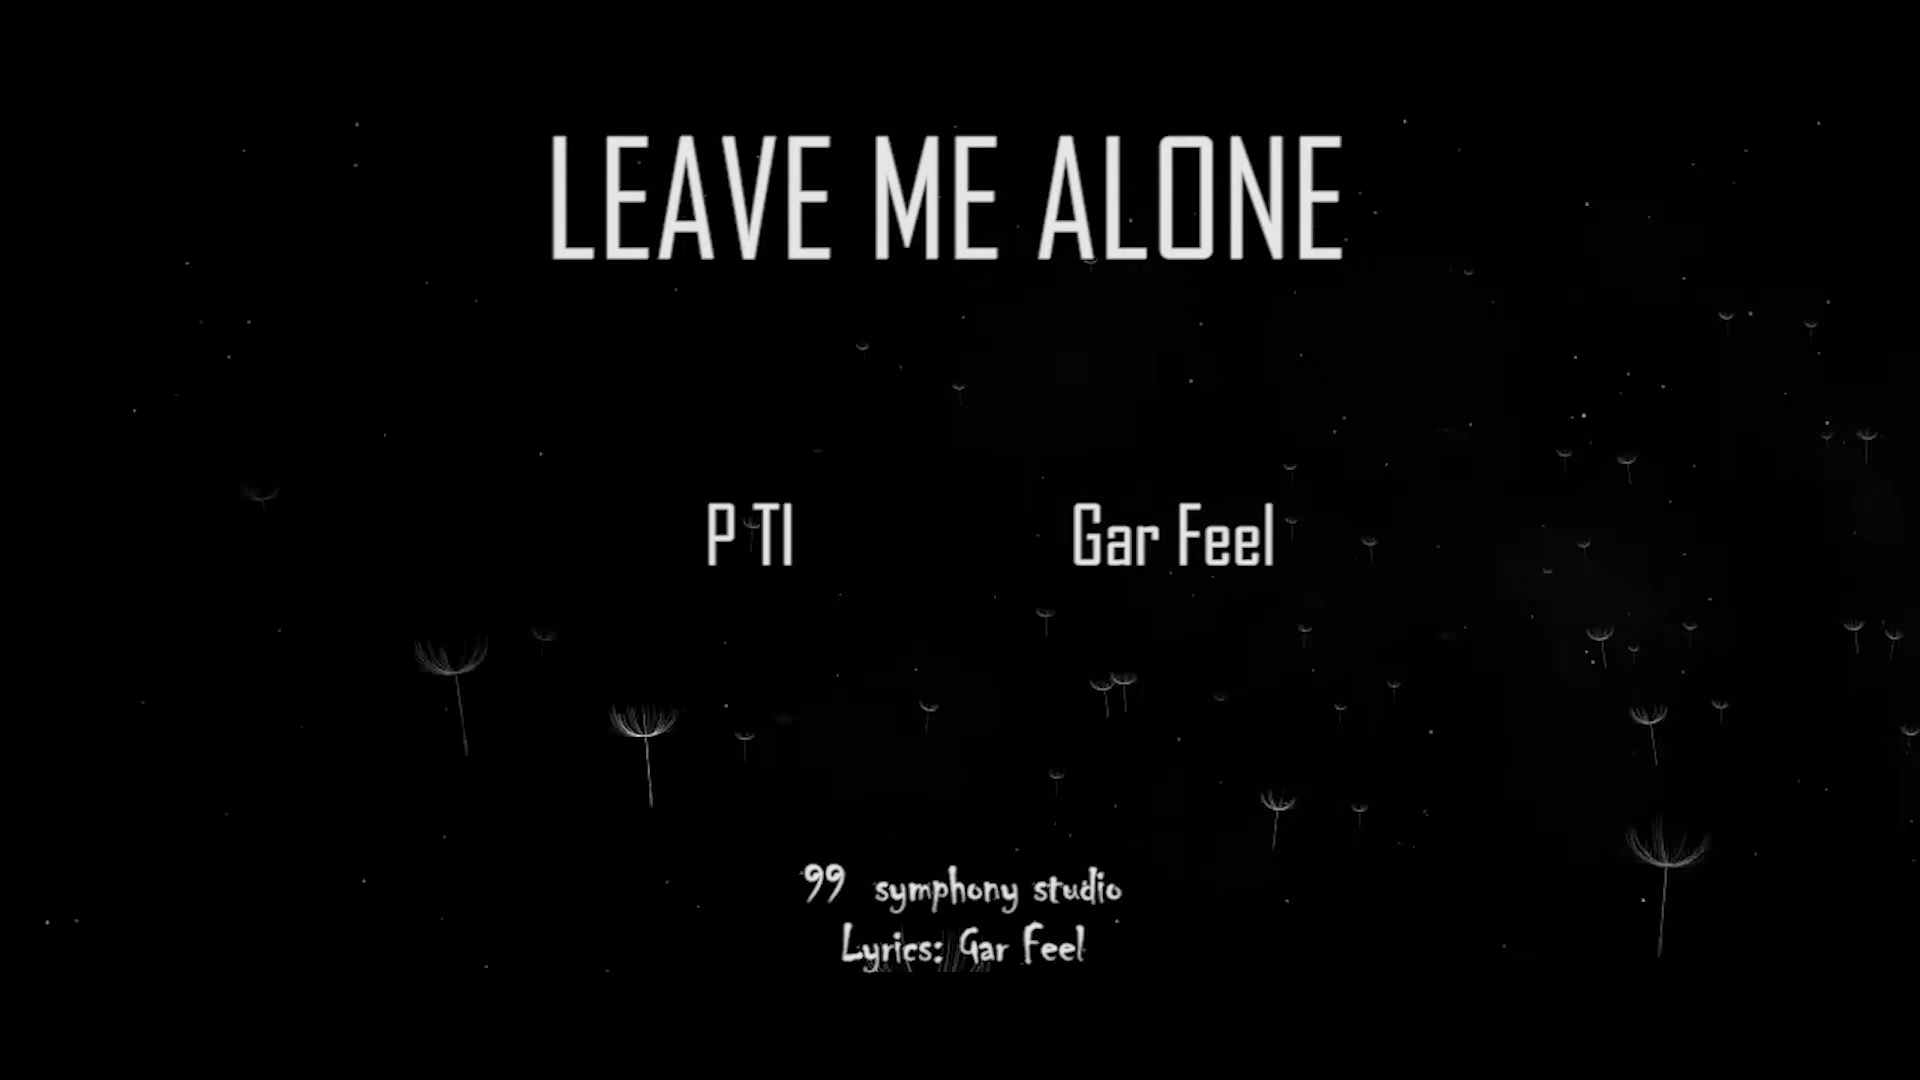 LEAVE ME ALONE
P TI Gar Feel
99 symphony studio
Lyrics: Gar Feel